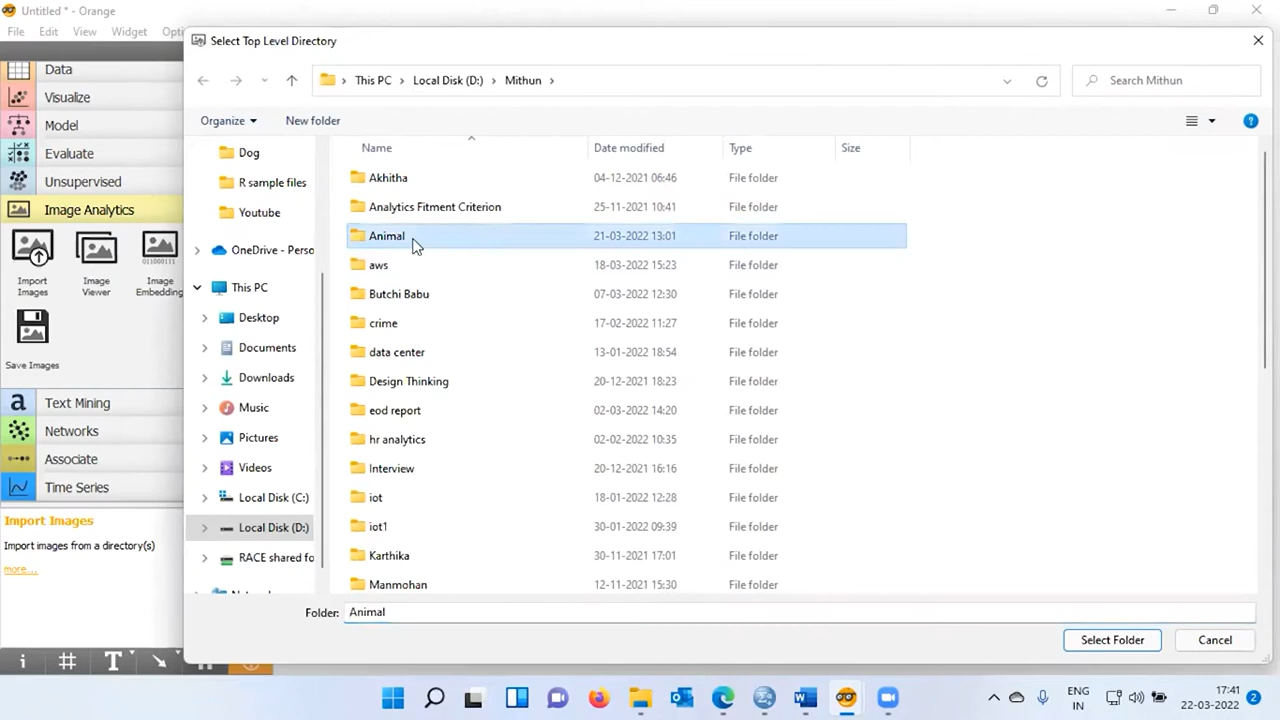 Untitled * - Orange
File Edit View Widget Opti
Select Top Level Directory
This PC Local Disk (D:) Mithun
Search Mithun
Organize New folder
Data
Visualize
Model
Evaluate
Unsupervised
Image Analytics
Import Images
Image Viewer
Image Embedding
Save Images
Text Mining
Networks
Associate
Time Series
Import Images
Import images from a directory(s)
more...
Dog
R sample files
Youtube
OneDrive - Perso
This PC
Desktop
Documents
Downloads
Music
Pictures
Videos
Local Disk (C:)
Local Disk (D:)
RACE shared fo
Name Date modified Type Size
Akhitha 04-12-2021 06:46 File folder
Analytics Fitment Criterion 25-11-2021 10:41 File folder
Animal 21-03-2022 13:01 File folder
aws 18-03-2022 15:23 File folder
Butchi Babu 07-03-2022 12:30 File folder
crime 17-02-2022 11:27 File folder
data center 13-01-2022 18:54 File folder
Design Thinking 20-12-2021 18:23 File folder
eod report 02-03-2022 14:20 File folder
hr analytics 02-02-2022 10:35 File folder
Interview 20-12-2021 16:16 File folder
iot 18-01-2022 12:28 File folder
iot1 30-01-2022 09:39 File folder
Karthika 30-11-2021 17:01 File folder
Manmohan 12-11-2021 15:30 File folder
Folder: Animal
Select Folder Cancel
ENG
IN
17:41
22-03-2022
2